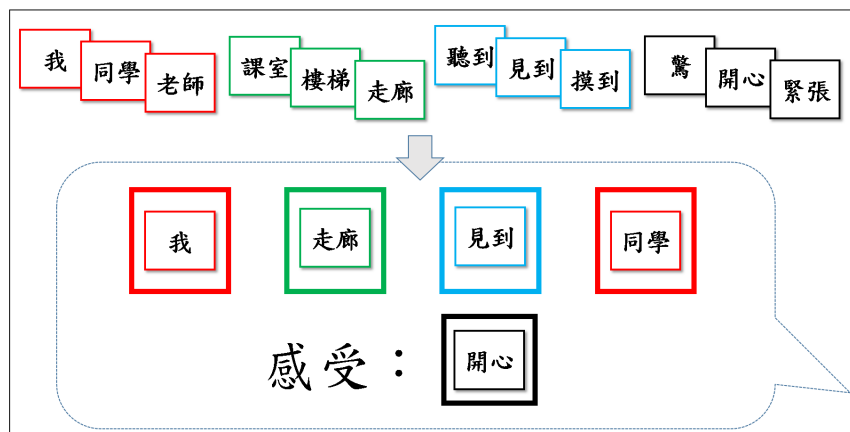 我 同學 老師 課室 樓梯 走廊 聽到 見到 摸到 驚 開心 緊張
我 走廊 見到 同學
感受： 開心